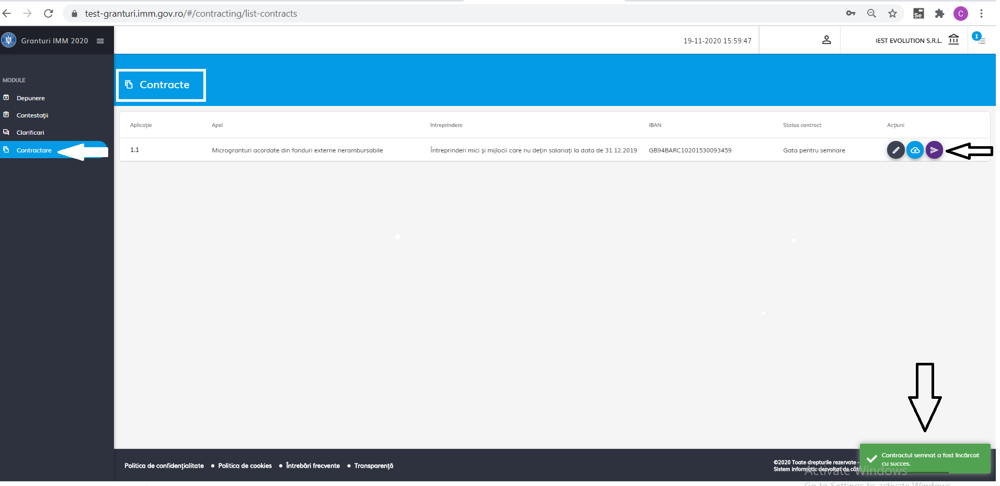 test-granturi.imm.gov.ro/#/contracting/list-contracts
Se
C
Granturi IMM 2020
19-11-2020 15:59:47
BEST EVOLUTION S.R.L.
1
MODULE
Depunere
Contestații
Clarificari
Contractare
Contracte
Aplicație Apel Întreprindere IBAN Status contract Acțiuni
1.1 Microgranturi acordate din fonduri externe nerambursabile Întreprinderi mici și mijlocii care nu dețin salariați la data de 31.12.2019 GB94BARC10201530093459 Gata pentru semnare
Contractul semnat a fost încărcat
cu succes.
Politica de confidențialitate • Politica de cookies • Întrebări frecvente • Transparență
©2020 Toate drepturile rezervate -
Sistem informatic dezvoltat de căt
Activate Windows
Go to Settings to activate Windows